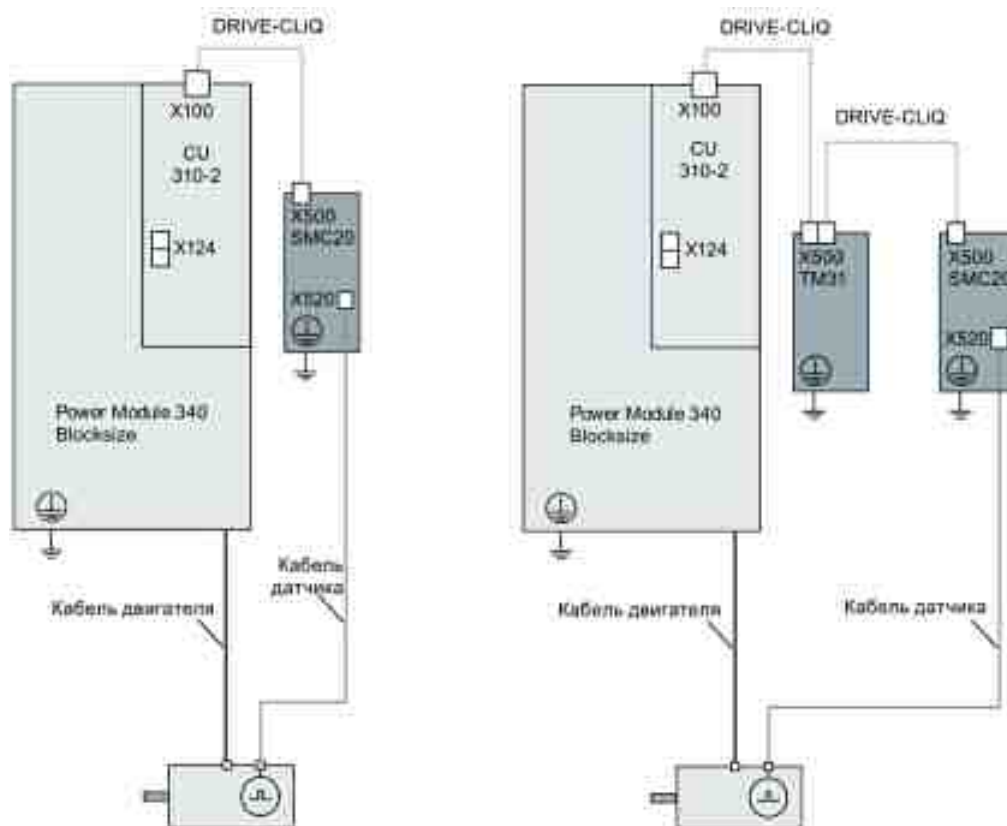 DRIVE-CLiQ
X100
CU
310-2
X124
X500
SMC20
X520
Power Module 340
Blocksize
Кабель
датчика
Кабель двигателя
DRIVE-CLiQ
X100
CU
310-2
X124
DRIVE-CLiQ
X500
TM31
X500
SMC20
X520
Power Module 340
Blocksize
Кабель двигателя
Кабель датчика